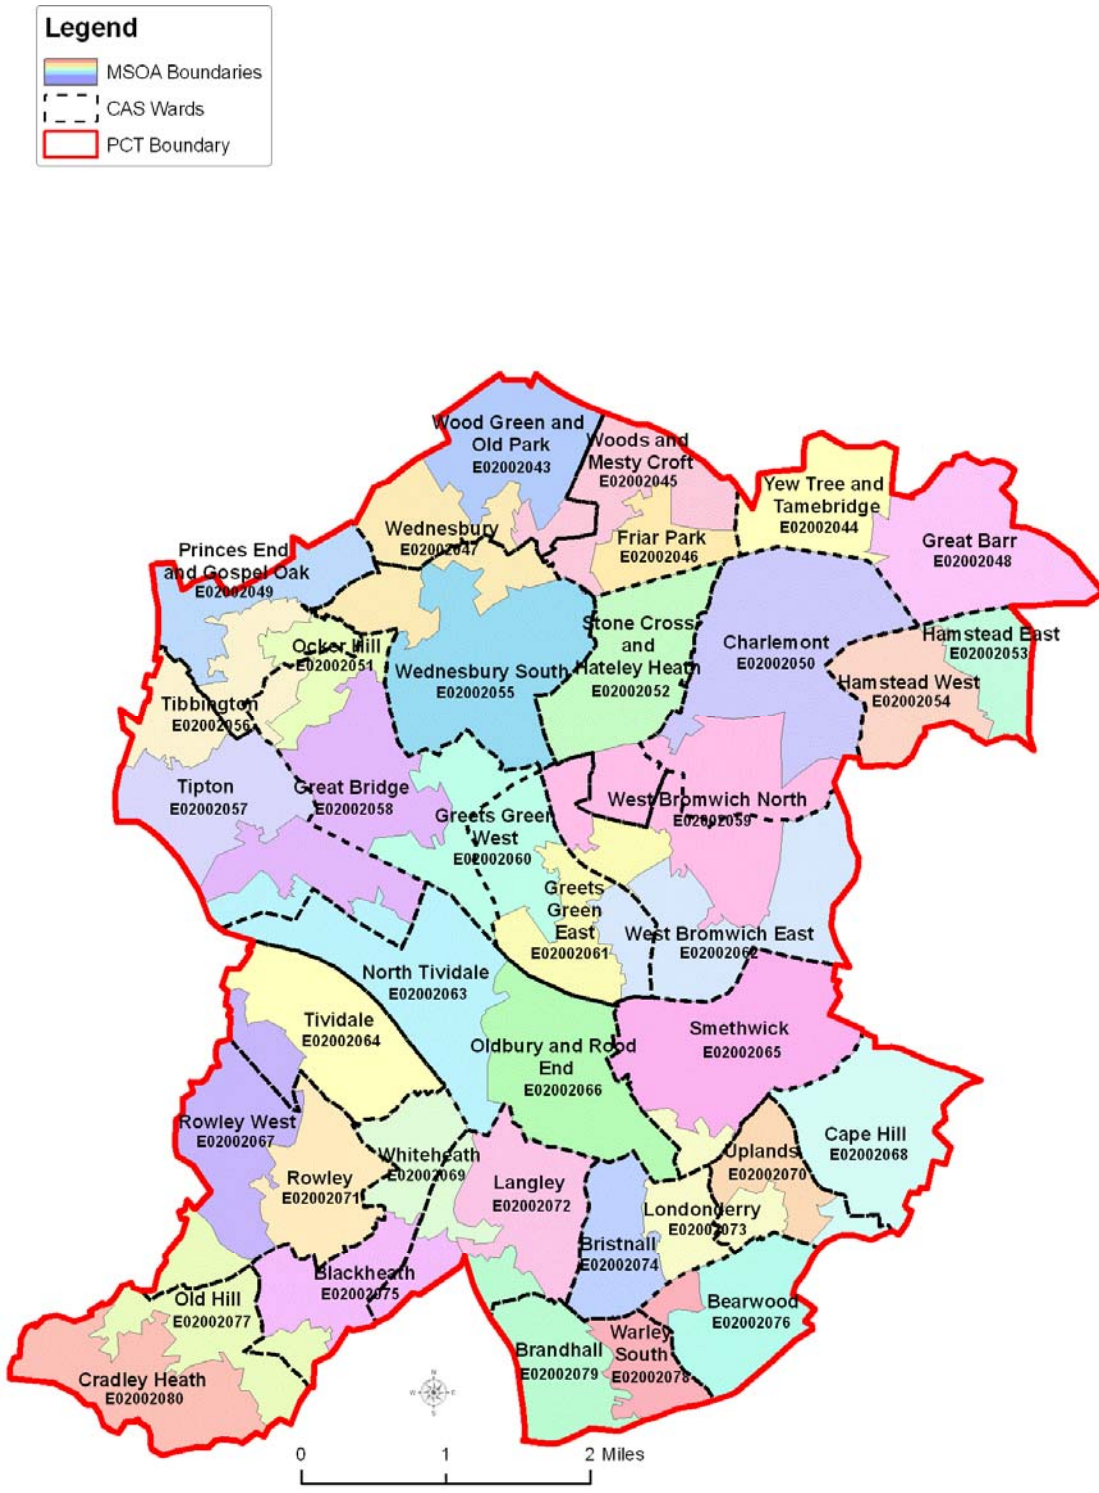 Legend
MSOA Boundaries
CAS Wards
PCT Boundary
Wood Green and
Old Park
E02002043
Woods and
Mesty Croft
E02002045
Yew Tree and
Tamebridge
E02002044
Wednesbury
E02002047
Friar Park
E02002046
Great Barr
E02002048
Princes End
and Gospel Oak
E02002049
Ocker Hill
E02002051
Stone Cross
and
Hateley Heath
E02002052
Charlemont
E02002050
Hamstead East
E02002053
Wednesbury South
E02002055
Hamstead West
E02002054
Tibbington
E02002056
Tipton
E02002057
Great Bridge
E02002058
West Bromwich North
E02002059
Greets Green
West
E02002060
Greets
Green
East
E02002061
West Bromwich East
E02002062
North Tividale
E02002063
Tividale
E02002064
Smethwick
E02002065
Oldbury and Rood
End
E02002066
Rowley West
E02002067
Cape Hill
E02002068
Whiteheath
E02002069
Uplands
E02002070
Rowley
E02002071
Langley
E02002072
Londonderry
E02002073
Bristnall
E02002074
Blackheath
E02002075
Old Hill
E02002077
Bearwood
E02002076
Brandhall
E02002079
Warley
South
E02002078
Cradley Heath
E02002080
N
W
E
S
0 1 2 Miles